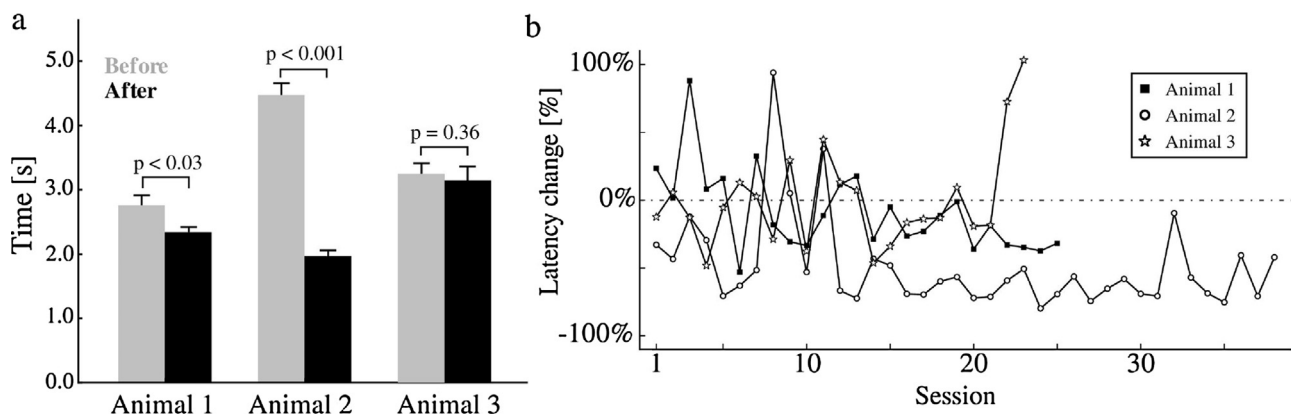 a
5.0
4.0
3.0
2.0
1.0
0.0
Time [s]
Before
After
p < 0.03
p < 0.001
p = 0.36
Animal 1 Animal 2 Animal 3
b
100%
0%
-100%
Latency change [%]
Animal 1
Animal 2
Animal 3
1 10 20 30
Session